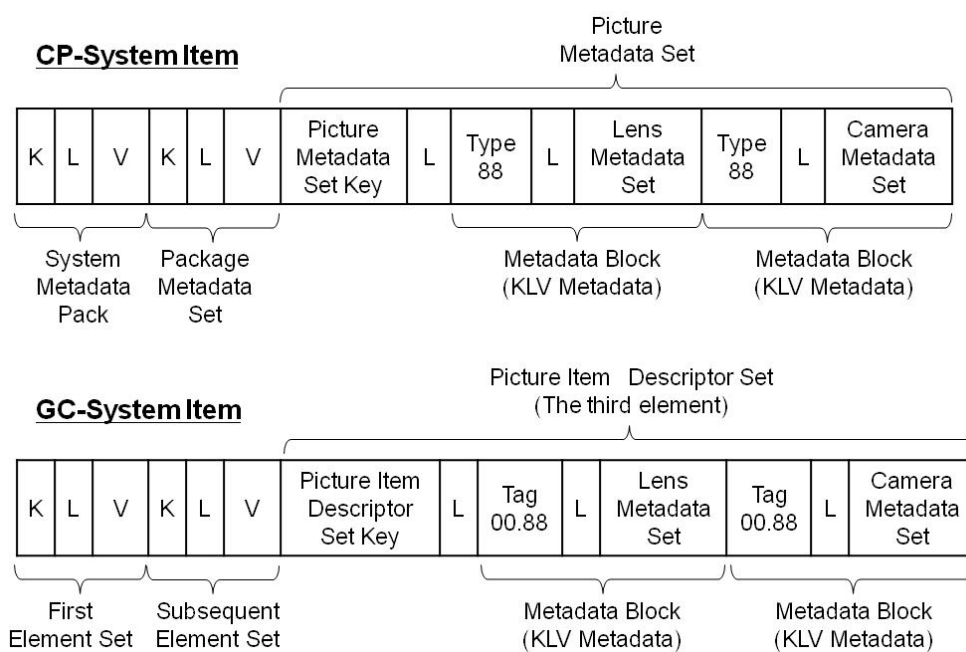 Picture
Metadata Set
CP-System Item
K L V K L V
Picture
Metadata
Set Key
L
Type
88
L
Lens
Metadata
Set
Type
88
L
Camera
Metadata
Set
System
Metadata
Pack
Package
Metadata
Set
Metadata Block
(KLV Metadata)
Metadata Block
(KLV Metadata)
Picture Item Descriptor Set
(The third element)
GC-System Item
K L V K L V
Picture Item
Descriptor
Set Key
L
Tag
00.88
L
Lens
Metadata
Set
Tag
00.88
L
Camera
Metadata
Set
First
Element Set
Subsequent
Element Set
Metadata Block
(KLV Metadata)
Metadata Block
(KLV Metadata)